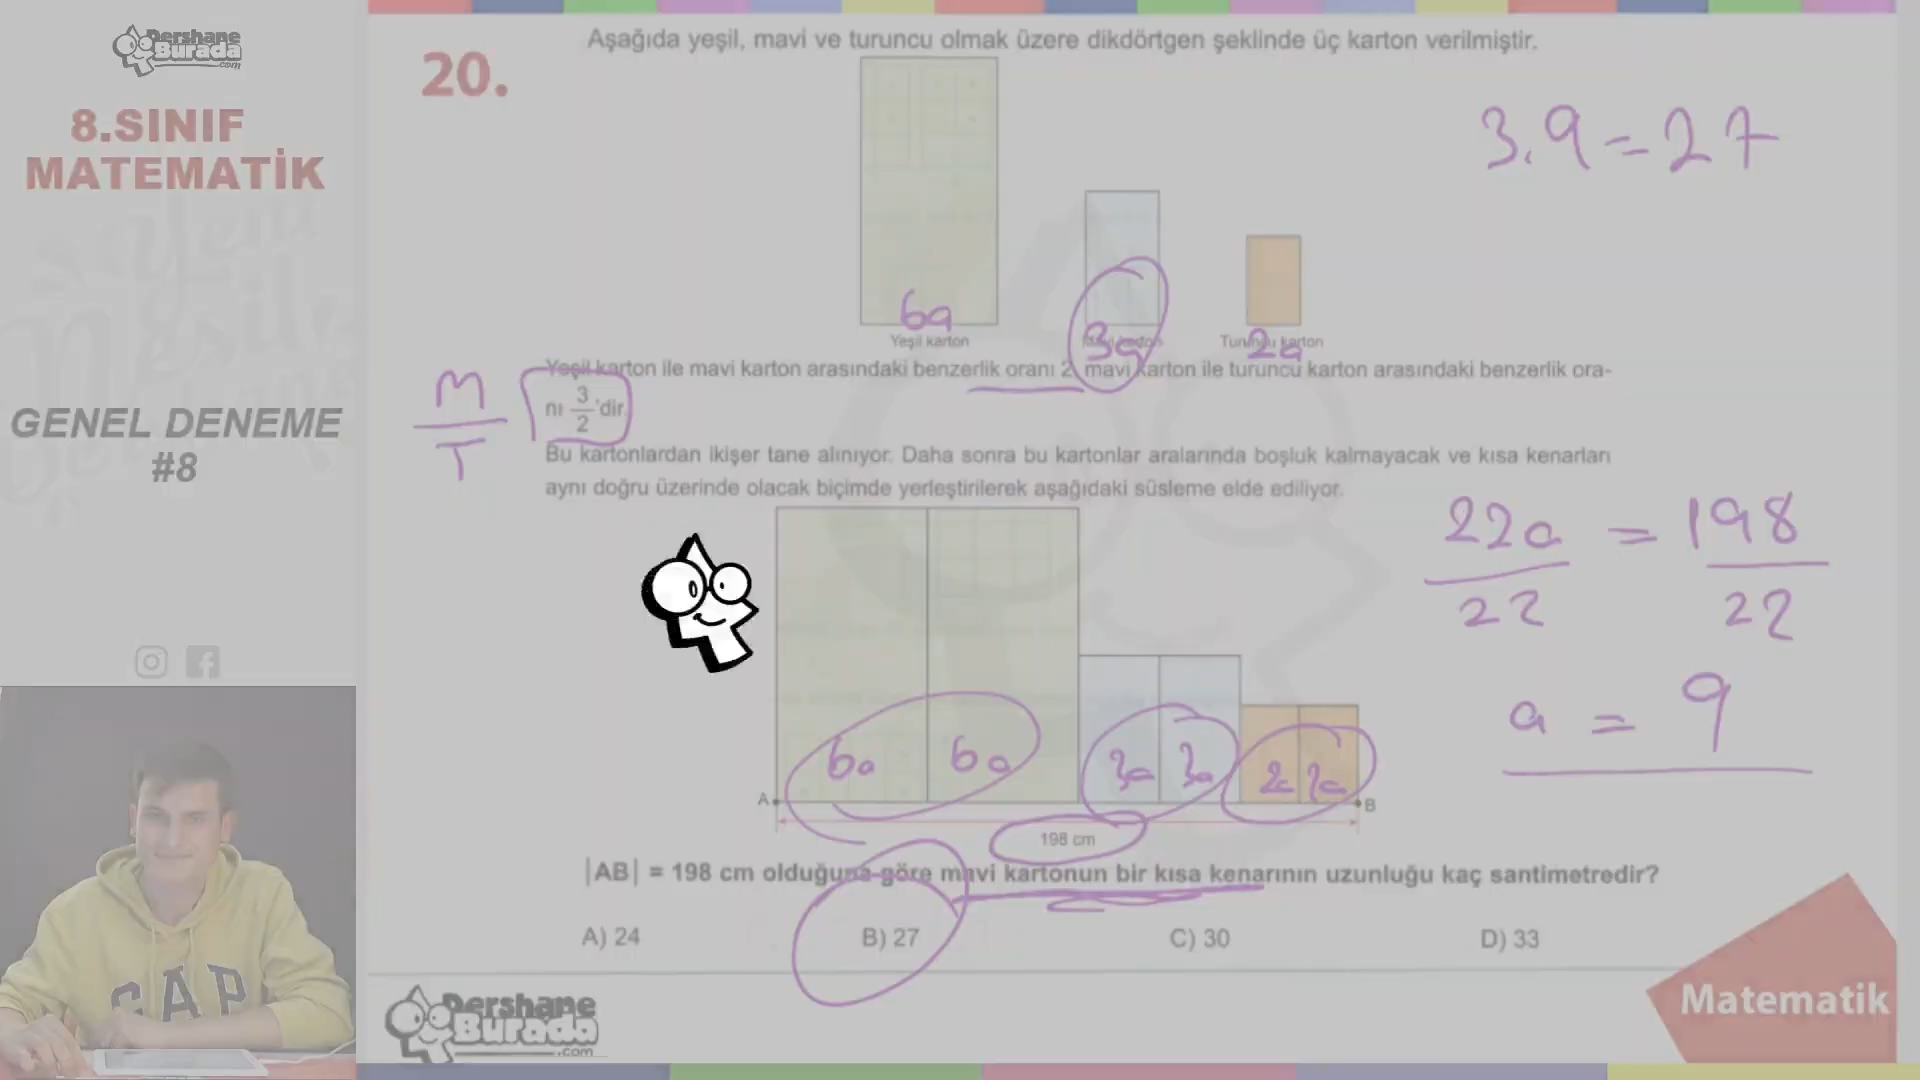 Dershane
Burada
.com
8.SINIF
MATEMATİK
GENEL DENEME
#8
20.
Aşağıda yeşil, mavi ve turuncu olmak üzere dikdörtgen şeklinde üç karton verilmiştir.
3.9=27
6a
3a
2a
Yeşil karton
Turuncu karton
Yeşil karton ile mavi karton arasındaki benzerlik oranı 2, mavi karton ile turuncu karton arasındaki benzerlik ora-
nı 3/2'dir.
M
T
Bu kartonlardan ikişer tane alınıyor. Daha sonra bu kartonlar aralarında boşluk kalmayacak ve kısa kenarları
aynı doğru üzerinde olacak biçimde yerleştirilerek aşağıdaki süsleme elde ediliyor.
22a = 198
22 22
a = 9
6a 6a 3a 3a 2a 2a
A B
198 cm
|AB| = 198 cm olduğuna göre mavi kartonun bir kısa kenarının uzunluğu kaç santimetredir?
A) 24 B) 27 C) 30 D) 33
GAP
Dershane
Burada
.com
Matematik